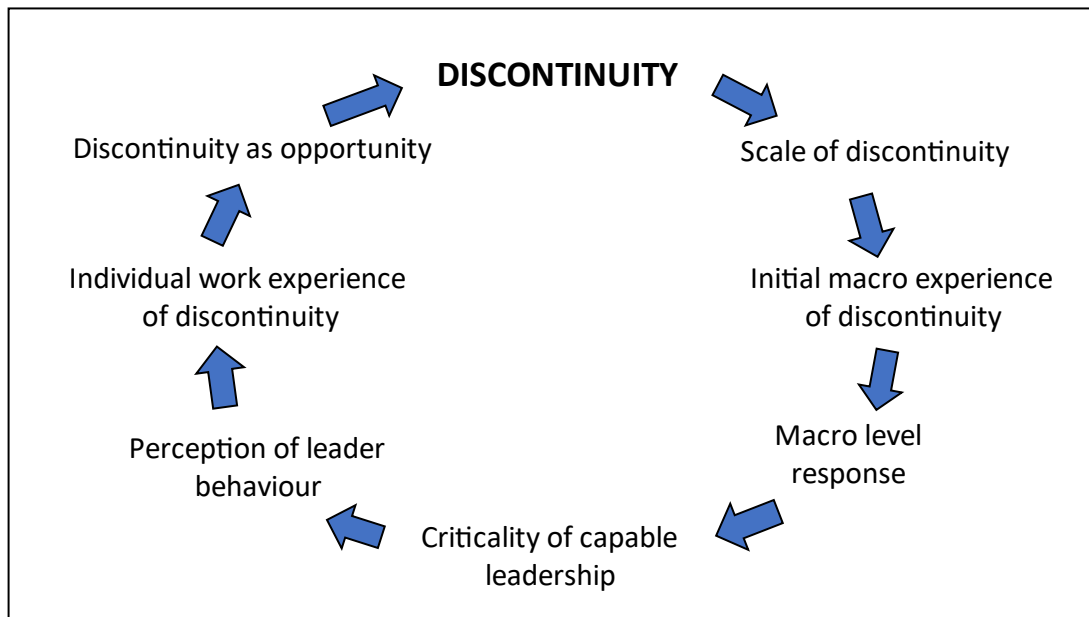 DISCONTINUITY
Scale of discontinuity
Initial macro experience
of discontinuity
Macro level
response
Criticality of capable
leadership
Perception of leader
behaviour
Individual work experience
of discontinuity
Discontinuity as opportunity